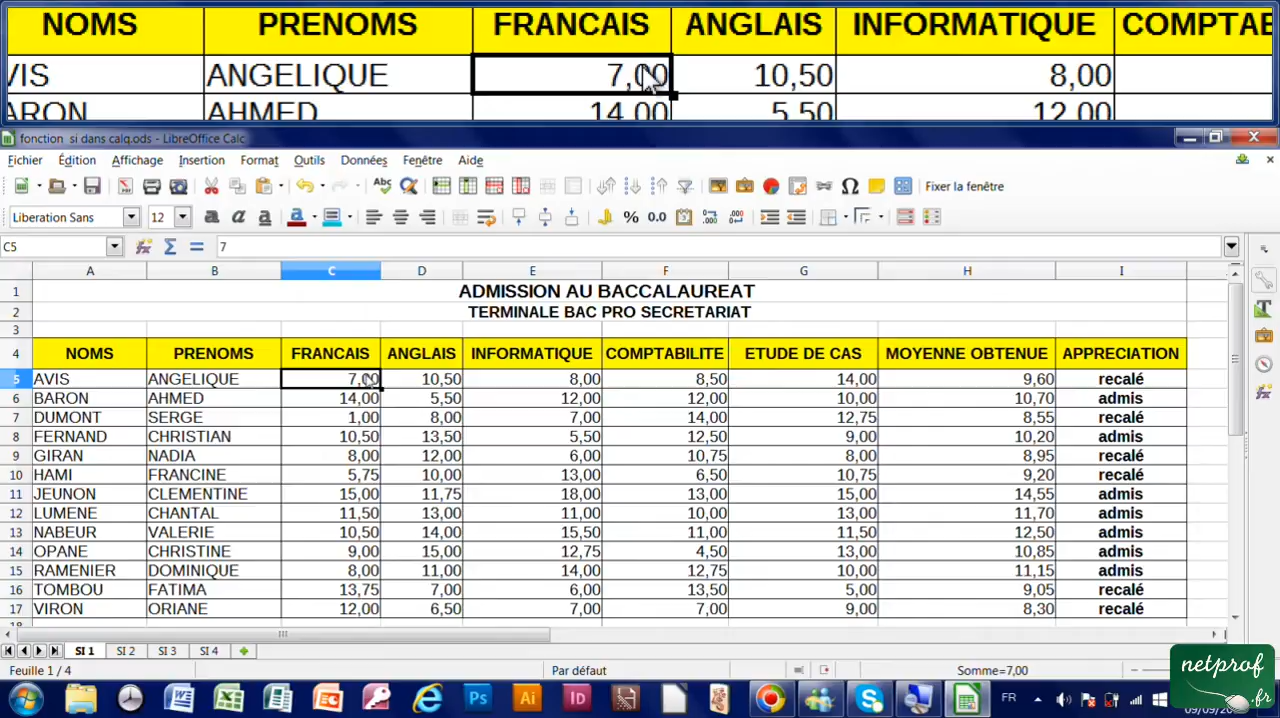 NOMS PRENOMS FRANCAIS ANGLAIS INFORMATIQUE COMPTAB
VIS ANGELIQUE 7,00 10,50 8,00
ARON AHMED 14,00 5,50 12,00
fonction si dans calq.ods - LibreOffice Calc
Fichier Édition Affichage Insertion Format Outils Données Fenêtre Aide
Fixer la fenêtre
Liberation Sans 12
C5 7
A B C D E F G H I
1 ADMISSION AU BACCALAUREAT
2 TERMINALE BAC PRO SECRETARIAT
3
4 NOMS PRENOMS FRANCAIS ANGLAIS INFORMATIQUE COMPTABILITE ETUDE DE CAS MOYENNE OBTENUE APPRECIATION
5 AVIS ANGELIQUE 7,00 10,50 8,00 8,50 14,00 9,60 recalé
6 BARON AHMED 14,00 5,50 12,00 12,00 10,00 10,70 admis
7 DUMONT SERGE 1,00 8,00 7,00 14,00 12,75 8,55 recalé
8 FERNAND CHRISTIAN 10,50 13,50 5,50 12,50 9,00 10,20 admis
9 GIRAN NADIA 8,00 12,00 6,00 10,75 8,00 8,95 recalé
10 HAMI FRANCINE 5,75 10,00 13,00 6,50 10,75 9,20 recalé
11 JEUNON CLEMENTINE 15,00 11,75 18,00 13,00 15,00 14,55 admis
12 LUMENE CHANTAL 11,50 13,00 11,00 10,00 13,00 11,70 admis
13 NABEUR VALERIE 10,50 14,00 15,50 11,00 11,50 12,50 admis
14 OPANE CHRISTINE 9,00 15,00 12,75 4,50 13,00 10,85 admis
15 RAMENIER DOMINIQUE 8,00 11,00 14,00 12,75 10,00 11,15 admis
16 TOMBOU FATIMA 13,75 7,00 6,00 13,50 5,00 9,05 recalé
17 VIRON ORIANE 12,00 6,50 7,00 7,00 9,00 8,30 recalé
18
SI 1 SI 2 SI 3 SI 4
Feuille 1 / 4 Par défaut Somme=7,00
netprof
.fr
Ps Ai Id FR